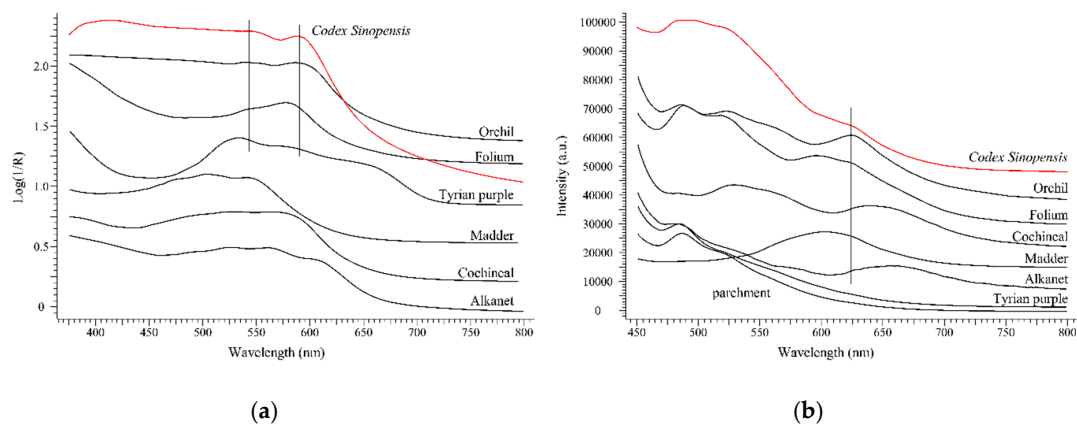 Codex Sinopensis
2.0
1.5
1.0
0.5
0
Log(1/R)
Orchil
Folium
Tyrian purple
Madder
Cochineal
Alkanet
400 450 500 550 600 650 700 750 800
Wavelength (nm)
(a)
100000
90000
80000
70000
60000
50000
40000
30000
20000
10000
0
Intensity (a.u.)
Codex Sinopensis
Orchil
Folium
Cochineal
Madder
Alkanet
Tyrian purple
parchment
450 500 550 600 650 700 750 800
Wavelength (nm)
(b)